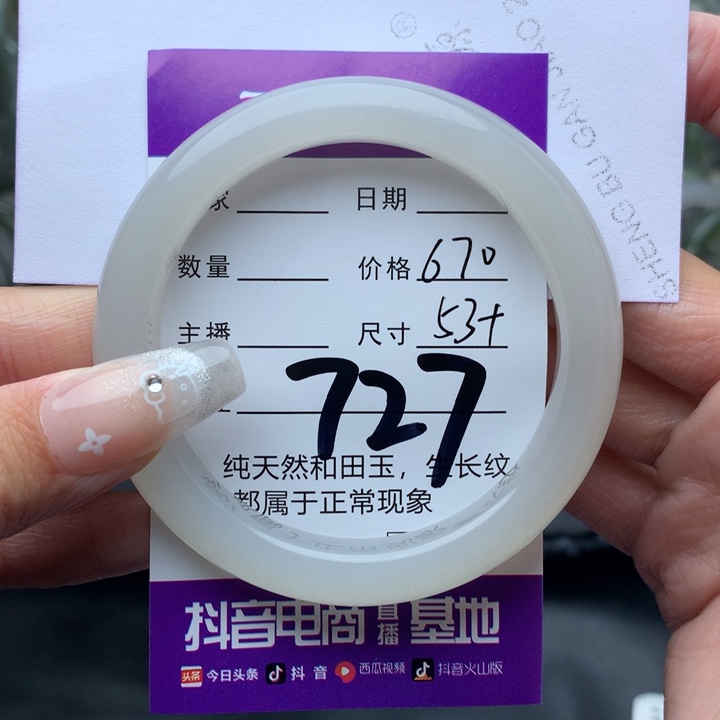 SHENG BU GAN
家 日期
数量 价格 670
主播 尺寸 53+
727
纯天然和田玉，生长纹
都属于正常现象
抖音电商直播基地
头条 今日头条 抖音 西瓜视频 抖音火山版